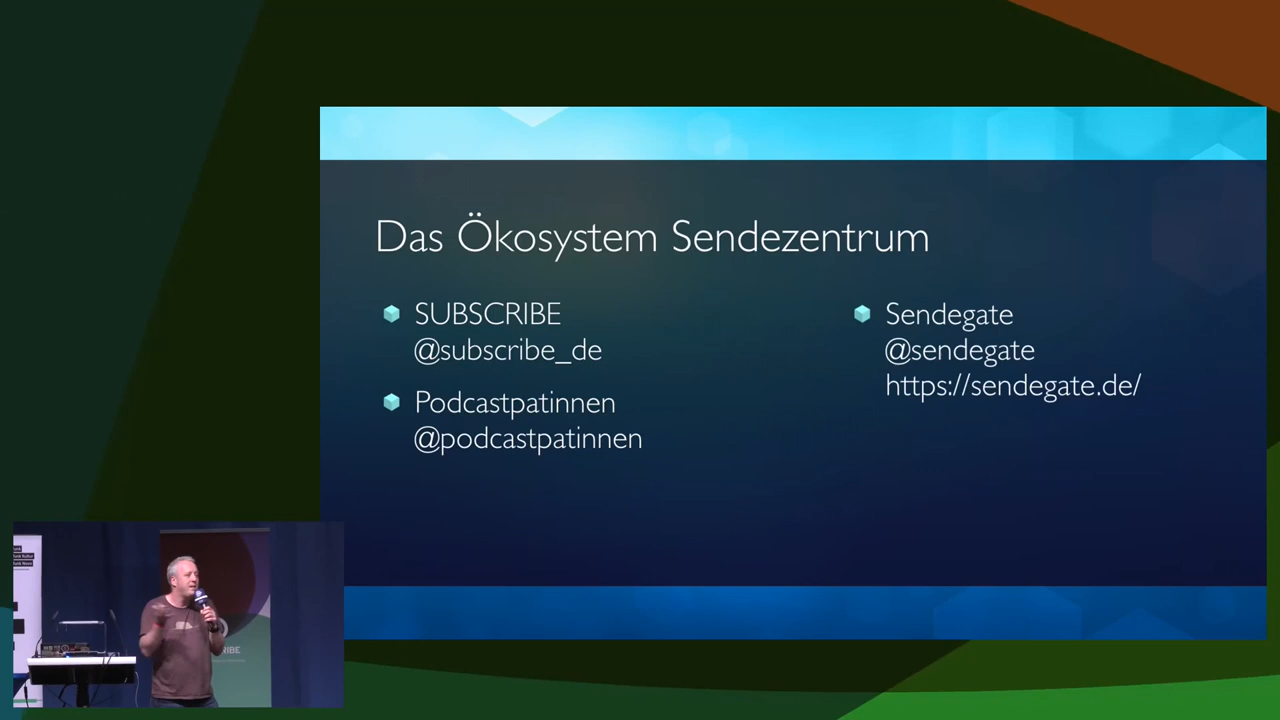 Das Ökosystem Sendezentrum
SUBSCRIBE
@subscribe_de
Podcastpatinnen
@podcastpatinnen
Sendegate
@sendegate
https://sendegate.de/